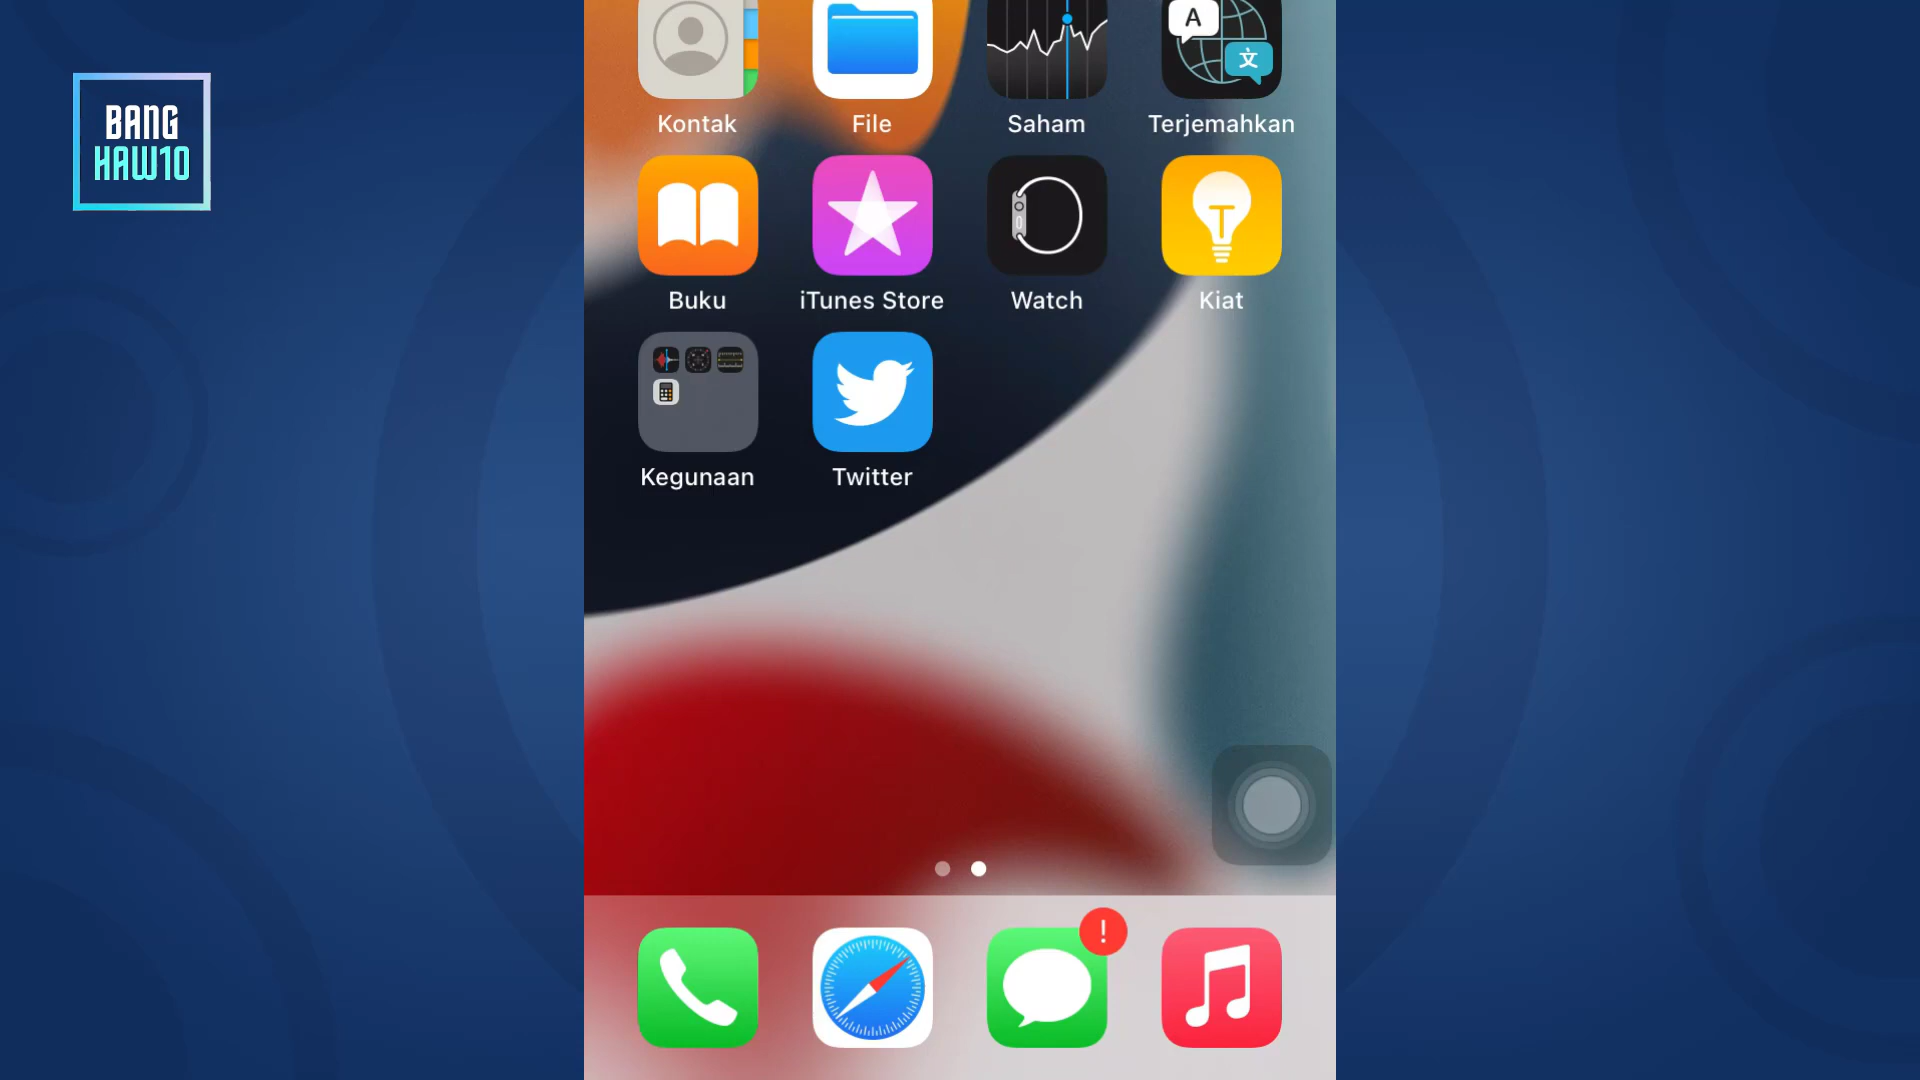 BANG
HAW10
A
文
Kontak
File
Saham
Terjemahkan
Buku
iTunes Store
Watch
Kiat
Kegunaan
Twitter
!